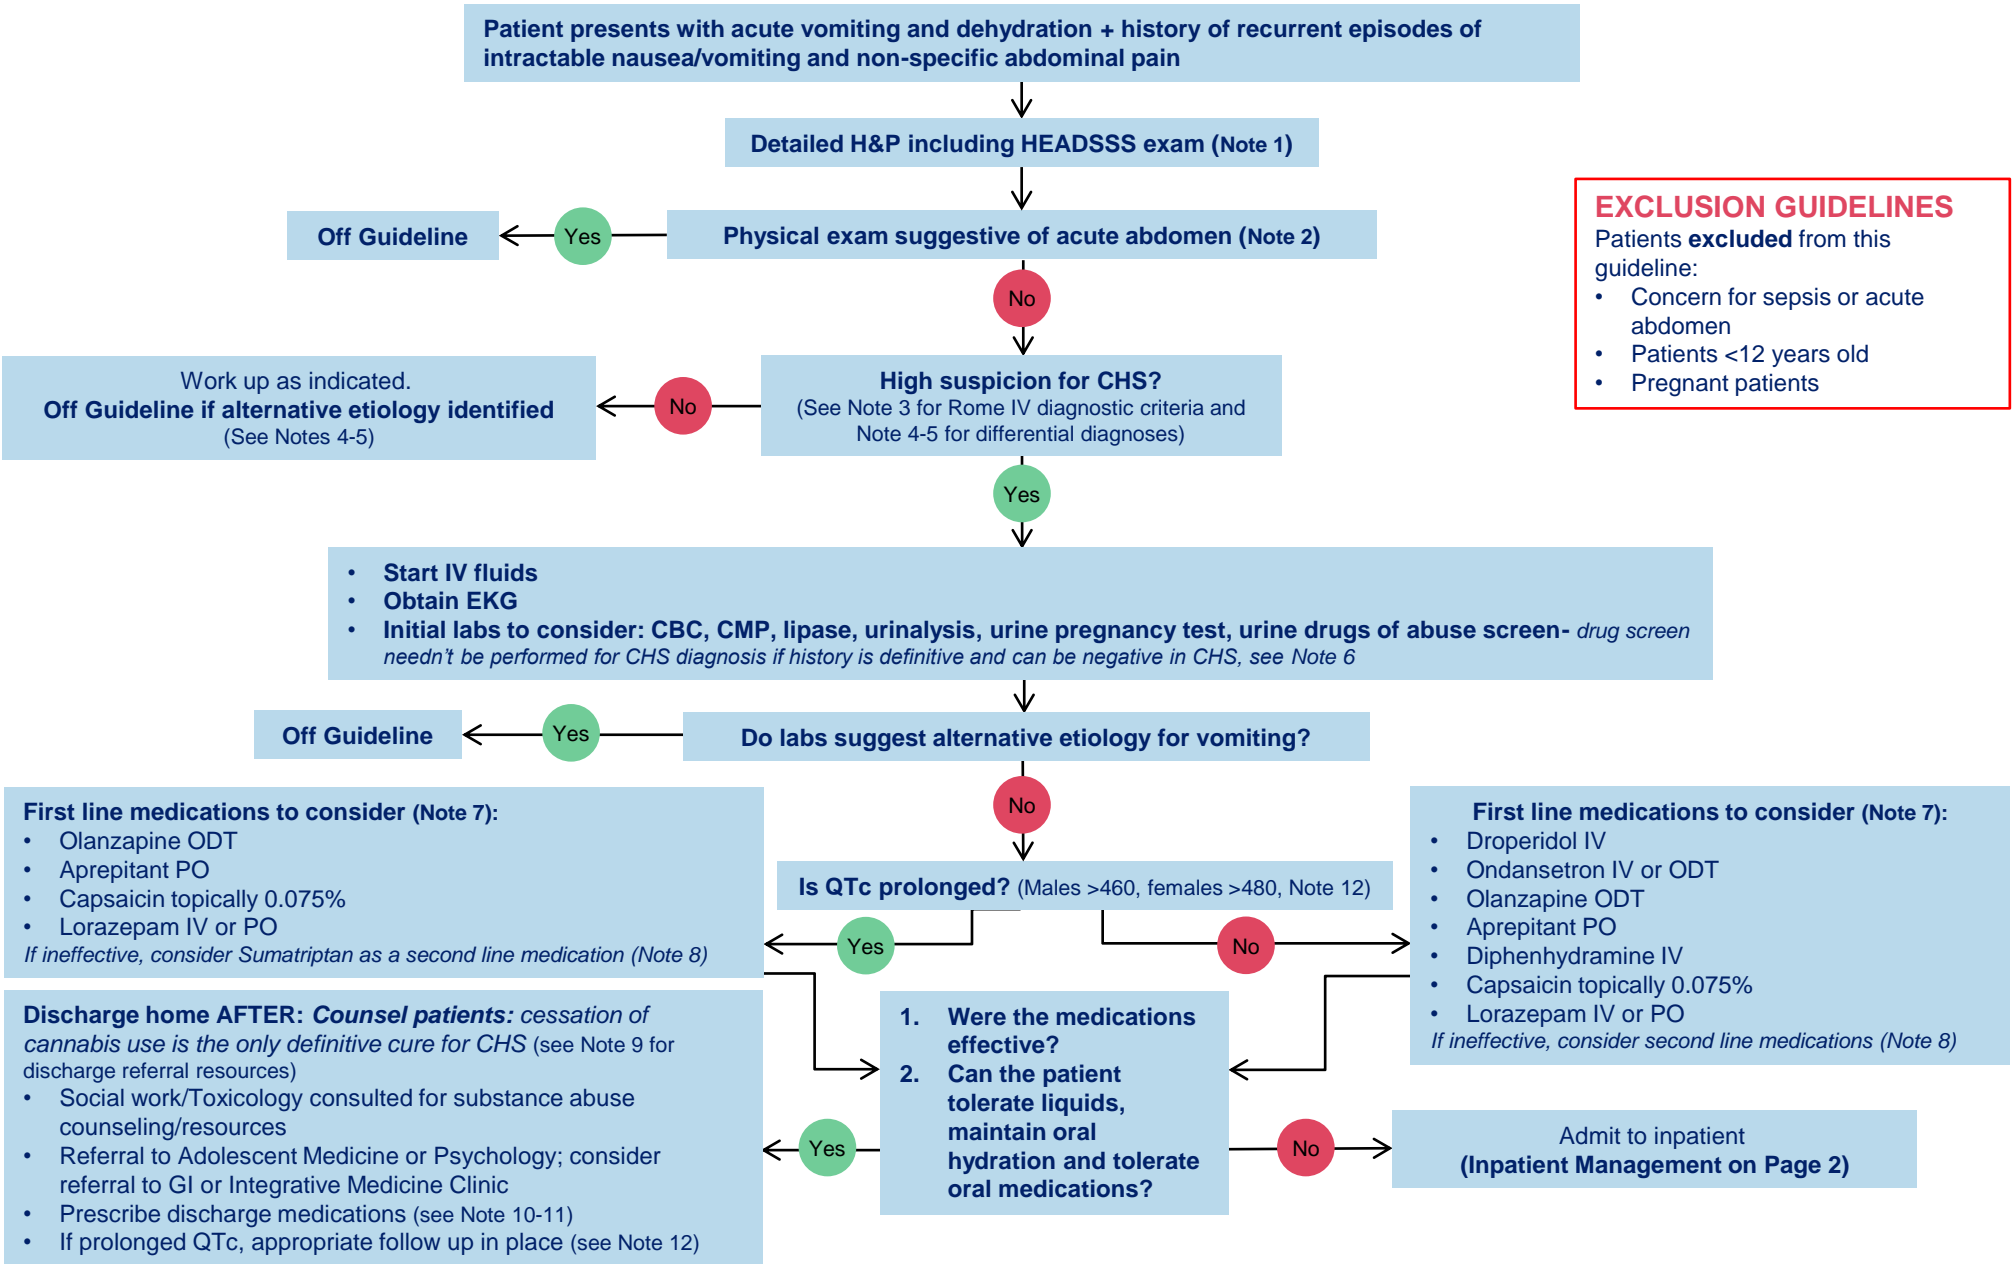 Patient presents with acute vomiting and dehydration + history of recurrent episodes of
intractable nausea/vomiting and non-specific abdominal pain
Detailed H&P including HEADSSS exam (Note 1)
EXCLUSION GUIDELINES
Patients excluded from this
guideline:
• Concern for sepsis or acute
abdomen
• Patients <12 years old
• Pregnant patients
Off Guideline
Yes
Physical exam suggestive of acute abdomen (Note 2)
No
Work up as indicated.
Off Guideline if alternative etiology identified
(See Notes 4-5)
No
High suspicion for CHS?
(See Note 3 for Rome IV diagnostic criteria and
Note 4-5 for differential diagnoses)
Yes
• Start IV fluids
• Obtain EKG
• Initial labs to consider: CBC, CMP, lipase, urinalysis, urine pregnancy test, urine drugs of abuse screen- drug screen
needn't be performed for CHS diagnosis if history is definitive and can be negative in CHS, see Note 6
Off Guideline
Yes
Do labs suggest alternative etiology for vomiting?
No
First line medications to consider (Note 7):
• Olanzapine ODT
• Aprepitant PO
• Capsaicin topically 0.075%
• Lorazepam IV or PO
If ineffective, consider Sumatriptan as a second line medication (Note 8)
Is QTc prolonged? (Males >460, females >480, Note 12)
Yes
No
First line medications to consider (Note 7):
• Droperidol IV
• Ondansetron IV or ODT
• Olanzapine ODT
• Aprepitant PO
• Diphenhydramine IV
• Capsaicin topically 0.075%
• Lorazepam IV or PO
If ineffective, consider second line medications (Note 8)
Discharge home AFTER: Counsel patients: cessation of
cannabis use is the only definitive cure for CHS (see Note 9 for
discharge referral resources)
• Social work/Toxicology consulted for substance abuse
counseling/resources
• Referral to Adolescent Medicine or Psychology; consider
referral to GI or Integrative Medicine Clinic
• Prescribe discharge medications (see Note 10-11)
• If prolonged QTc, appropriate follow up in place (see Note 12)
Yes
1. Were the medications
effective?
2. Can the patient
tolerate liquids,
maintain oral
hydration and tolerate
oral medications?
No
Admit to inpatient
(Inpatient Management on Page 2)